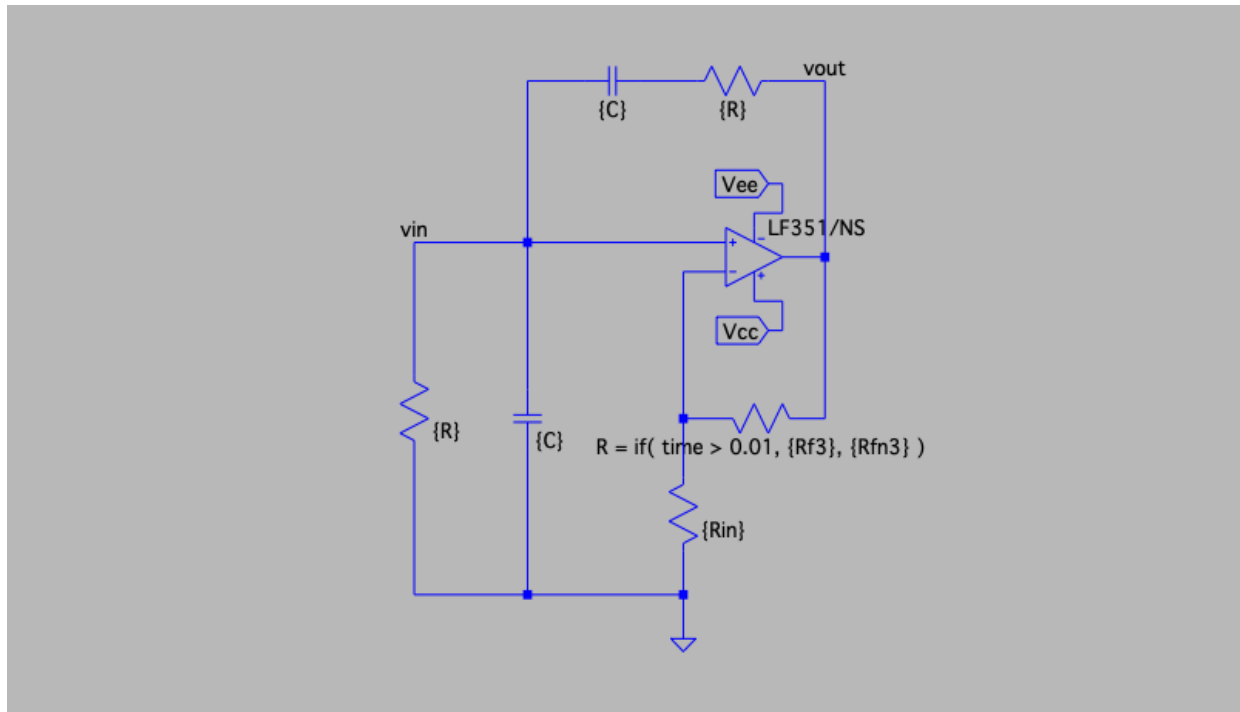 vout
{C}
{R}
Vee
LF351/NS
vin
+
−
−
+
Vcc
{R}
{C}
R = if( time > 0.01, {Rf3}, {Rfn3} )
{Rin}